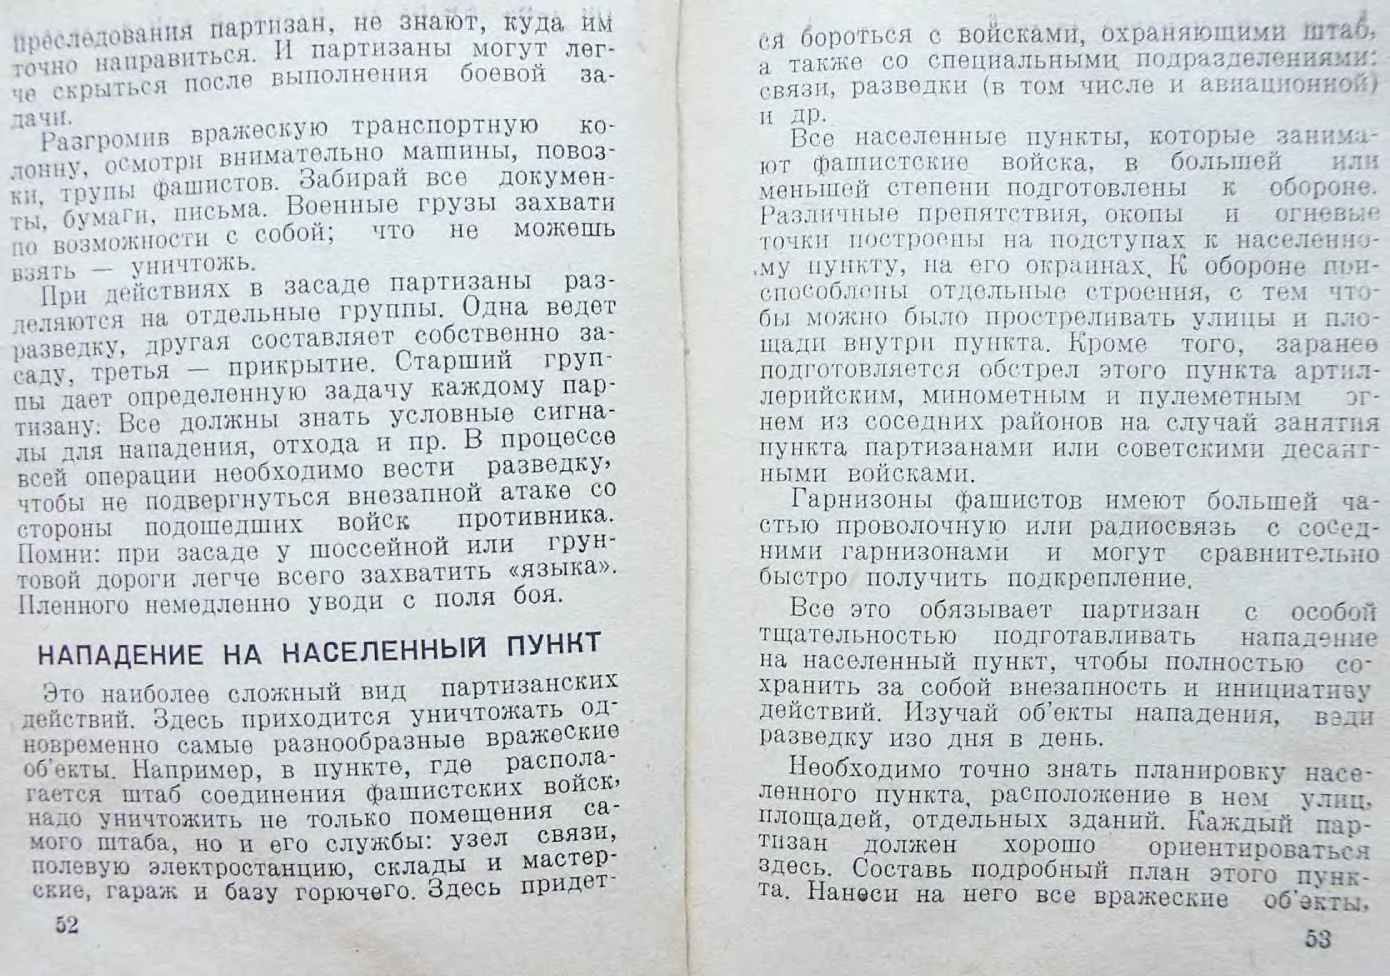 преследования партизан, не знают, куда им
точно направиться. И партизаны могут лег-
че скрыться после выполнения боевой за-
дачи.
Разгромив вражескую транспортную ко-
лонну, осмотри внимательно машины, повоз-
ки, трупы фашистов. Забирай все докумен-
ты, бумаги, письма. Военные грузы захвати
по возможности с собой; что не можешь
взять — уничтожь.
При действиях в засаде партизаны раз-
деляются на отдельные группы. Одна ведет
разведку, другая составляет собственно за-
саду, третья — прикрытие. Старший груп-
пы дает определенную задачу каждому пар-
тизану. Все должны знать условные сигна-
лы для нападения, отхода и пр. В процессе
всей операции необходимо вести разведку,
чтобы не подвергнуться внезапной атаке со
стороны подошедших войск противника.
Помни: при засаде у шоссейной или грун-
товой дороги легче всего захватить «языка».
Пленного немедленно уводи с поля боя.
НАПАДЕНИЕ НА НАСЕЛЕННЫЙ ПУНКТ
Это наиболее сложный вид партизанских
действий. Здесь приходится уничтожать од-
новременно самые разнообразные вражеские
об'екты. Например, в пункте, где распола-
гается штаб соединения фашистских войск,
надо уничтожить не только помещения са-
мого штаба, но и его службы: узел связи,
полевую электростанцию, склады и мастер-
ские, гараж и базу горючего. Здесь придет-
52
ся бороться с войсками, охраняющими штаб,
а также со специальными подразделениями:
связи, разведки (в том числе и авиационной)
и др.
Все населенные пункты, которые занима-
ют фашистские войска, в большей или
меньшей степени подготовлены к обороне.
Различные препятствия, окопы и огневые
точки построены на подступах к населенно-
му пункту, на его окраинах. К обороне при-
способлены отдельные строения, с тем что-
бы можно было простреливать улицы и пло-
щади внутри пункта. Кроме того, заранее
подготовляется обстрел этого пункта артил-
лерийским, минометным и пулеметным ог-
нем из соседних районов на случай занятия
пункта партизанами или советскими десант-
ными войсками.
Гарнизоны фашистов имеют большей ча-
стью проволочную или радиосвязь с сосед-
ними гарнизонами и могут сравнительно
быстро получить подкрепление.
Все это обязывает партизан с особой
тщательностью подготавливать нападение
на населенный пункт, чтобы полностью со-
хранить за собой внезапность и инициативу
действий. Изучай об'екты нападения, веди
разведку изо дня в день.
Необходимо точно знать планировку насе-
ленного пункта, расположение в нем улиц,
площадей, отдельных зданий. Каждый пар-
тизан должен хорошо ориентироваться
здесь. Составь подробный план этого пунк-
та. Нанеси на него все вражеские об'екты,
53